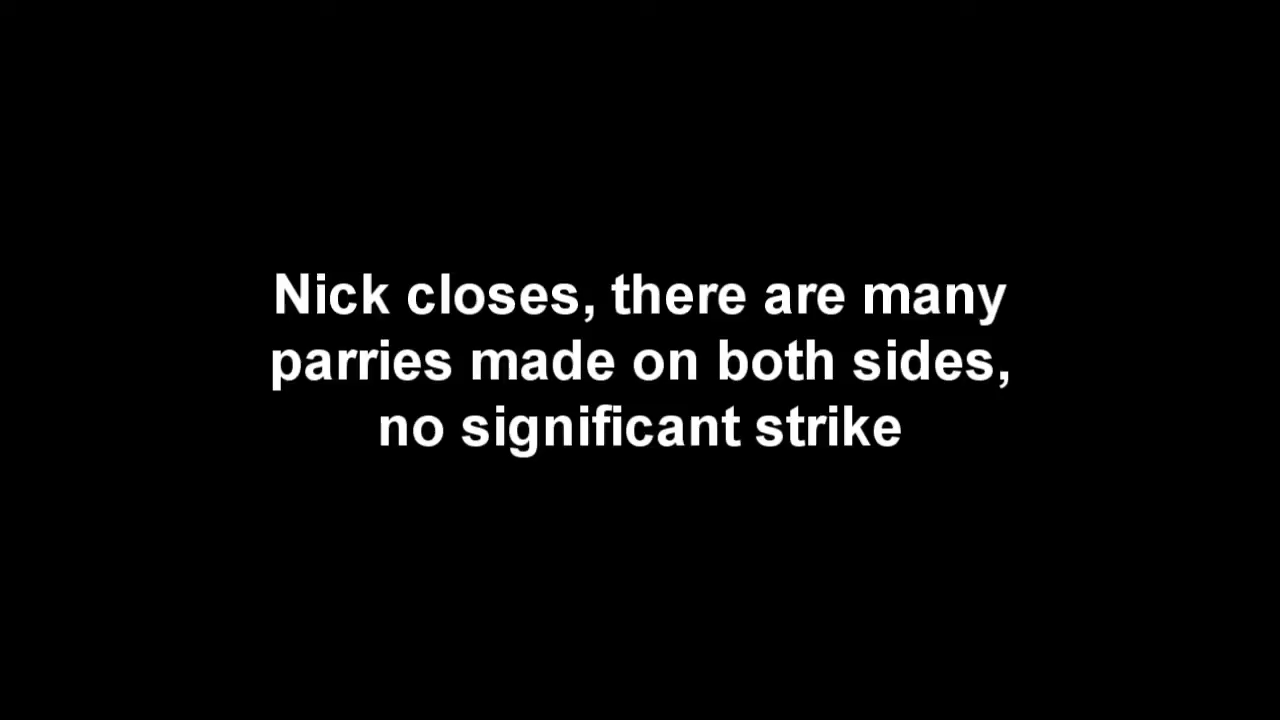 Nick closes, there are many
parries made on both sides,
no significant strike